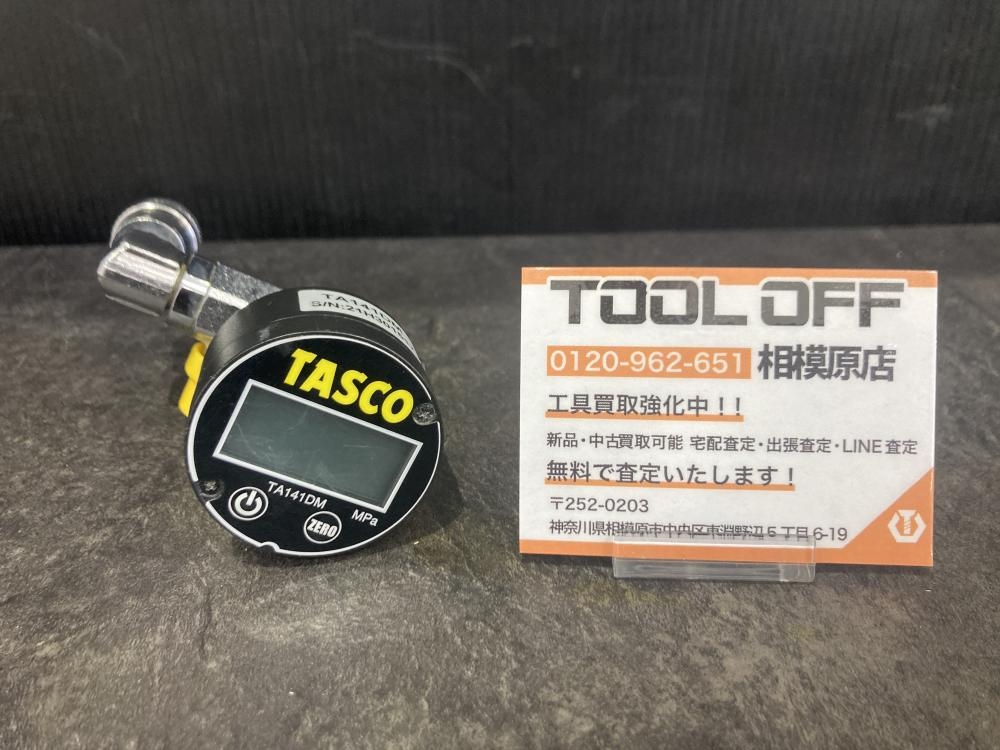 TA141DM
TASCO
TA141DM
MPa
ZERO
TOOL OFF
0120-962-651 相模原店
工具買取強化中!!
新品・中古買取可能 宅配査定・出張査定・LINE査定
無料で査定いたします!
〒252-0203
神奈川県相模原市中央区東淵野辺5丁目6-19